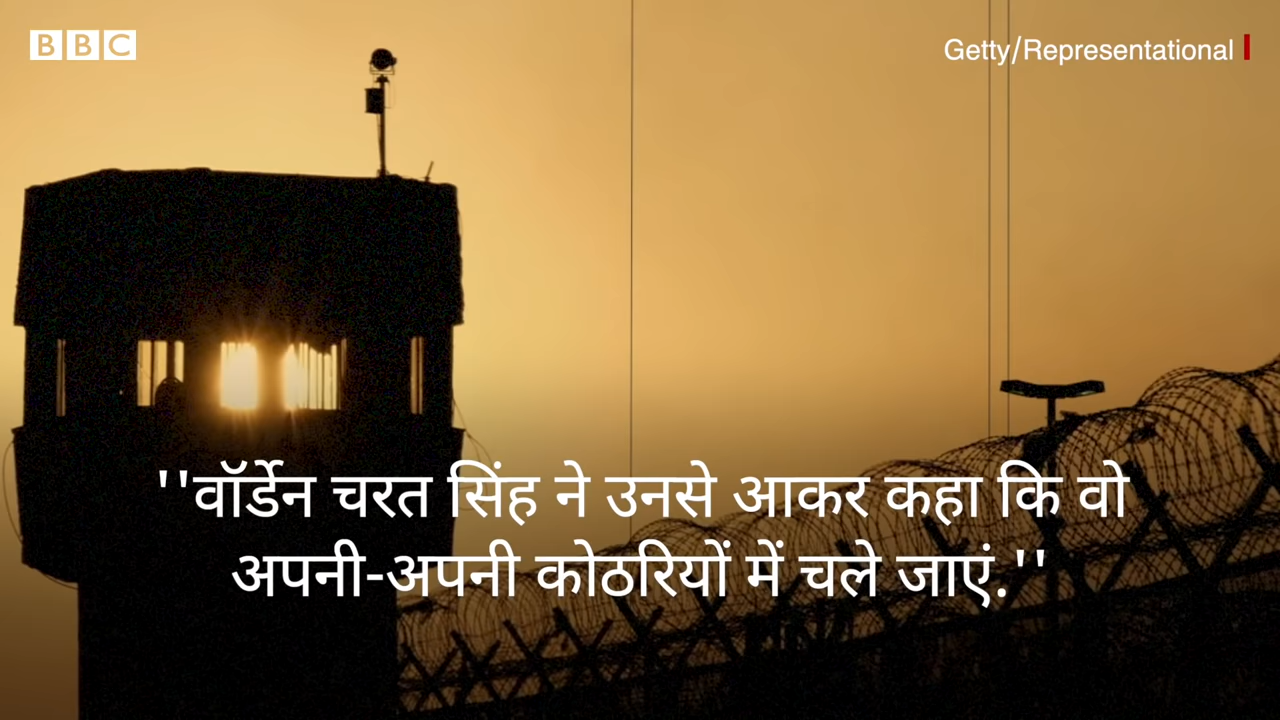 BBC
Getty/Representational
''वॉर्डेन चरत सिंह ने उनसे आकर कहा कि वो
अपनी-अपनी कोठरियों में चले जाएं.''